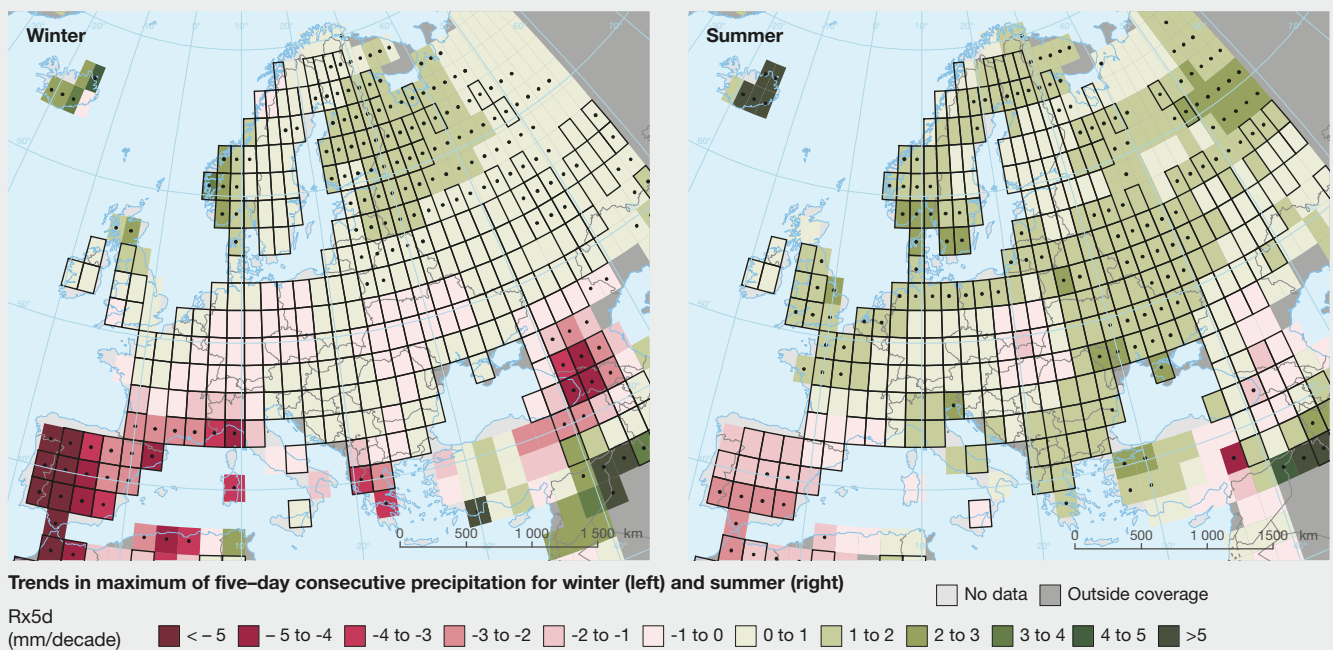 Winter
Summer
0 500 1 000 1 500 km
0 500 1000 1500 km
Trends in maximum of five–day consecutive precipitation for winter (left) and summer (right)
No data
Outside coverage
Rx5d
(mm/decade)
< – 5
– 5 to -4
-4 to -3
-3 to -2
-2 to -1
-1 to 0
0 to 1
1 to 2
2 to 3
3 to 4
4 to 5
>5